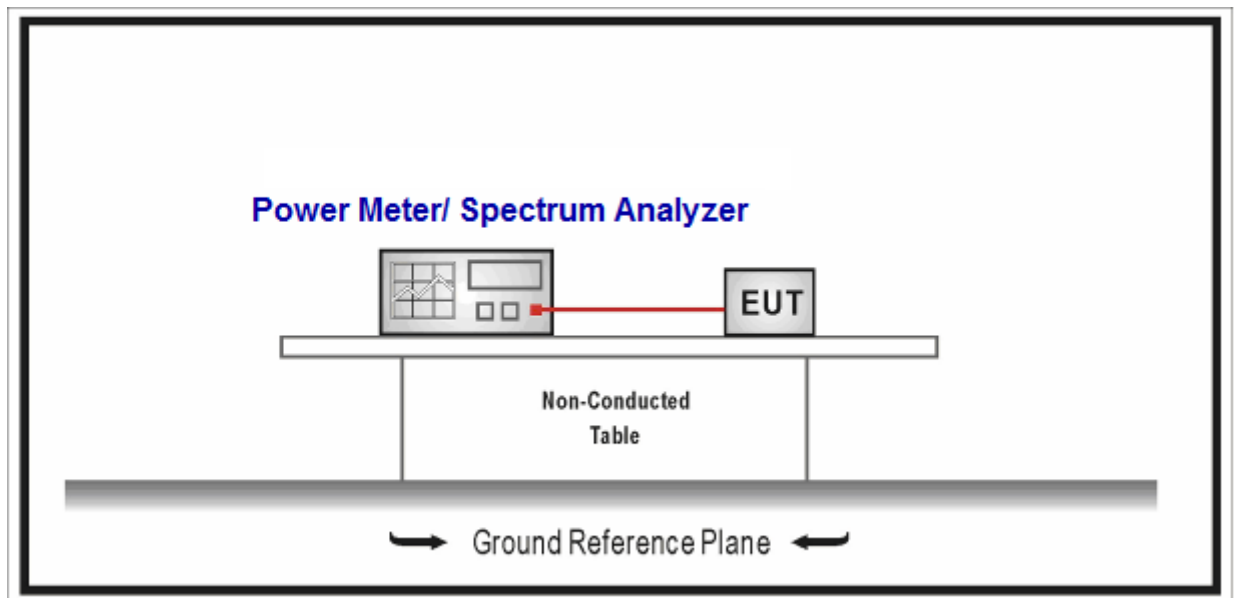 Power Meter/ Spectrum Analyzer
EUT
Non-Conducted
Table
Ground Reference Plane